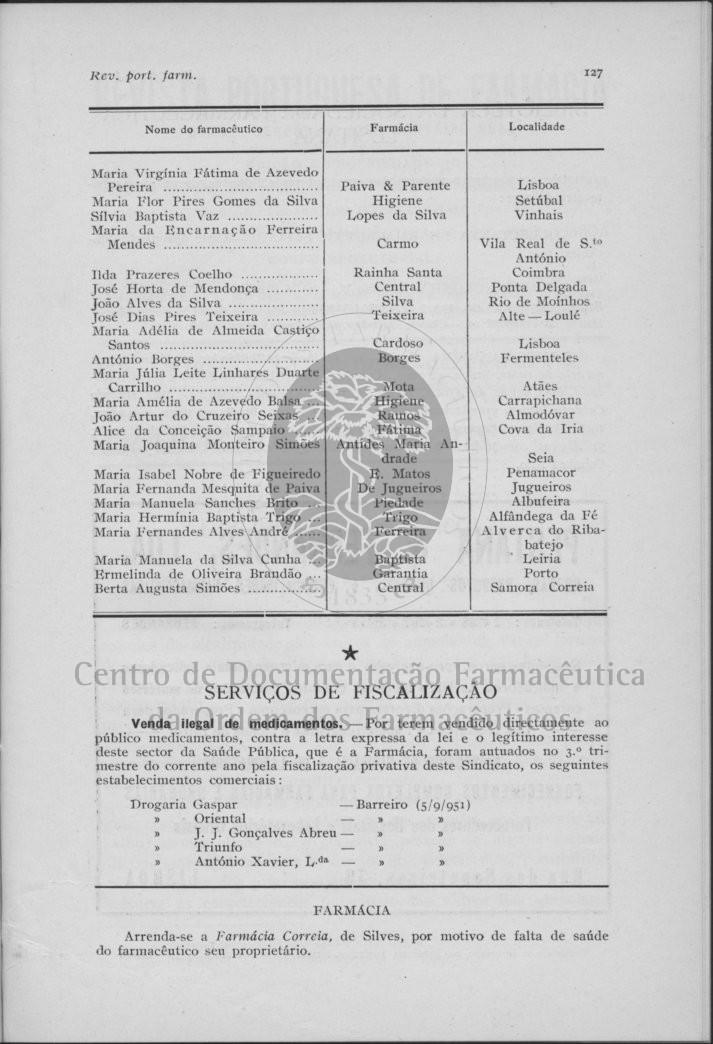 Rev. port. farm. 127
Nome do farmacêutico Farmácia Localidade
Maria Virgínia Fátima de Azevedo
Pereira ..................................... Paiva & Parente Lisboa
Maria Flor Pires Gomes da Silva Higiene Setúbal
Sílvia Baptista Vaz ..................... Lopes da Silva Vinhais
Maria da Encarnação Ferreira
Mendes .................................... Carmo Vila Real de S.to
António
Ilda Prazeres Coelho .................. Rainha Santa Coimbra
José Horta de Mendonça ............ Central Ponta Delgada
João Alves da Silva ..................... Silva Rio de Moínhos
José Dias Pires Teixeira ............ Teixeira Alte — Loulé
Maria Adélia de Almeida Castiço
Santos ..................................... Cardoso Lisboa
António Borges ........................... Borges Fermenteles
Maria Júlia Leite Linhares Duarte
Carrilho ................................... Mota Atães
Maria Amélia de Azevedo Balsa ... Higiene Carrapichana
João Artur do Cruzeiro Seixas ... Ramos Almodóvar
Alice da Conceição Sampaio ...... Fátima Cova da Iria
Maria Joaquina Monteiro Simões Antides Maria An-
drade Seia
Maria Isabel Nobre de Figueiredo E. Matos Penamacor
Maria Fernanda Mesquita de Paiva De Jugueiros Jugueiros
Maria Manuela Sanches Brito ... Piedade Albufeira
Maria Hermínia Baptista Trigo ... Trigo Alfândega da Fé
Maria Fernandes Alves André ...... Ferreira Alverca do Riba-
batejo
Maria Manuela da Silva Cunha ... Baptista Leiria
Ermelinda de Oliveira Brandão ... Garantia Porto
Berta Augusta Simões ................. Central Samora Correia
1835
★
Centro de Documentação Farmacêutica
SERVIÇOS DE FISCALIZAÇÃO
da Ordem dos Farmacêuticos
Venda ilegal de medicamentos. — Por terem vendido directamente ao
público medicamentos, contra a letra expressa da lei e o legítimo interesse
deste sector da Saúde Pública, que é a Farmácia, foram autuados no 3.º tri-
mestre do corrente ano pela fiscalização privativa deste Sindicato, os seguintes
estabelecimentos comerciais :
Drogaria Gaspar — Barreiro (5/9/951)
» Oriental — » »
» J. J. Gonçalves Abreu — » »
» Triunfo — » »
» António Xavier, L.da — » »
FARMÁCIA
Arrenda-se a Farmácia Correia, de Silves, por motivo de falta de saúde
do farmacêutico seu proprietário.